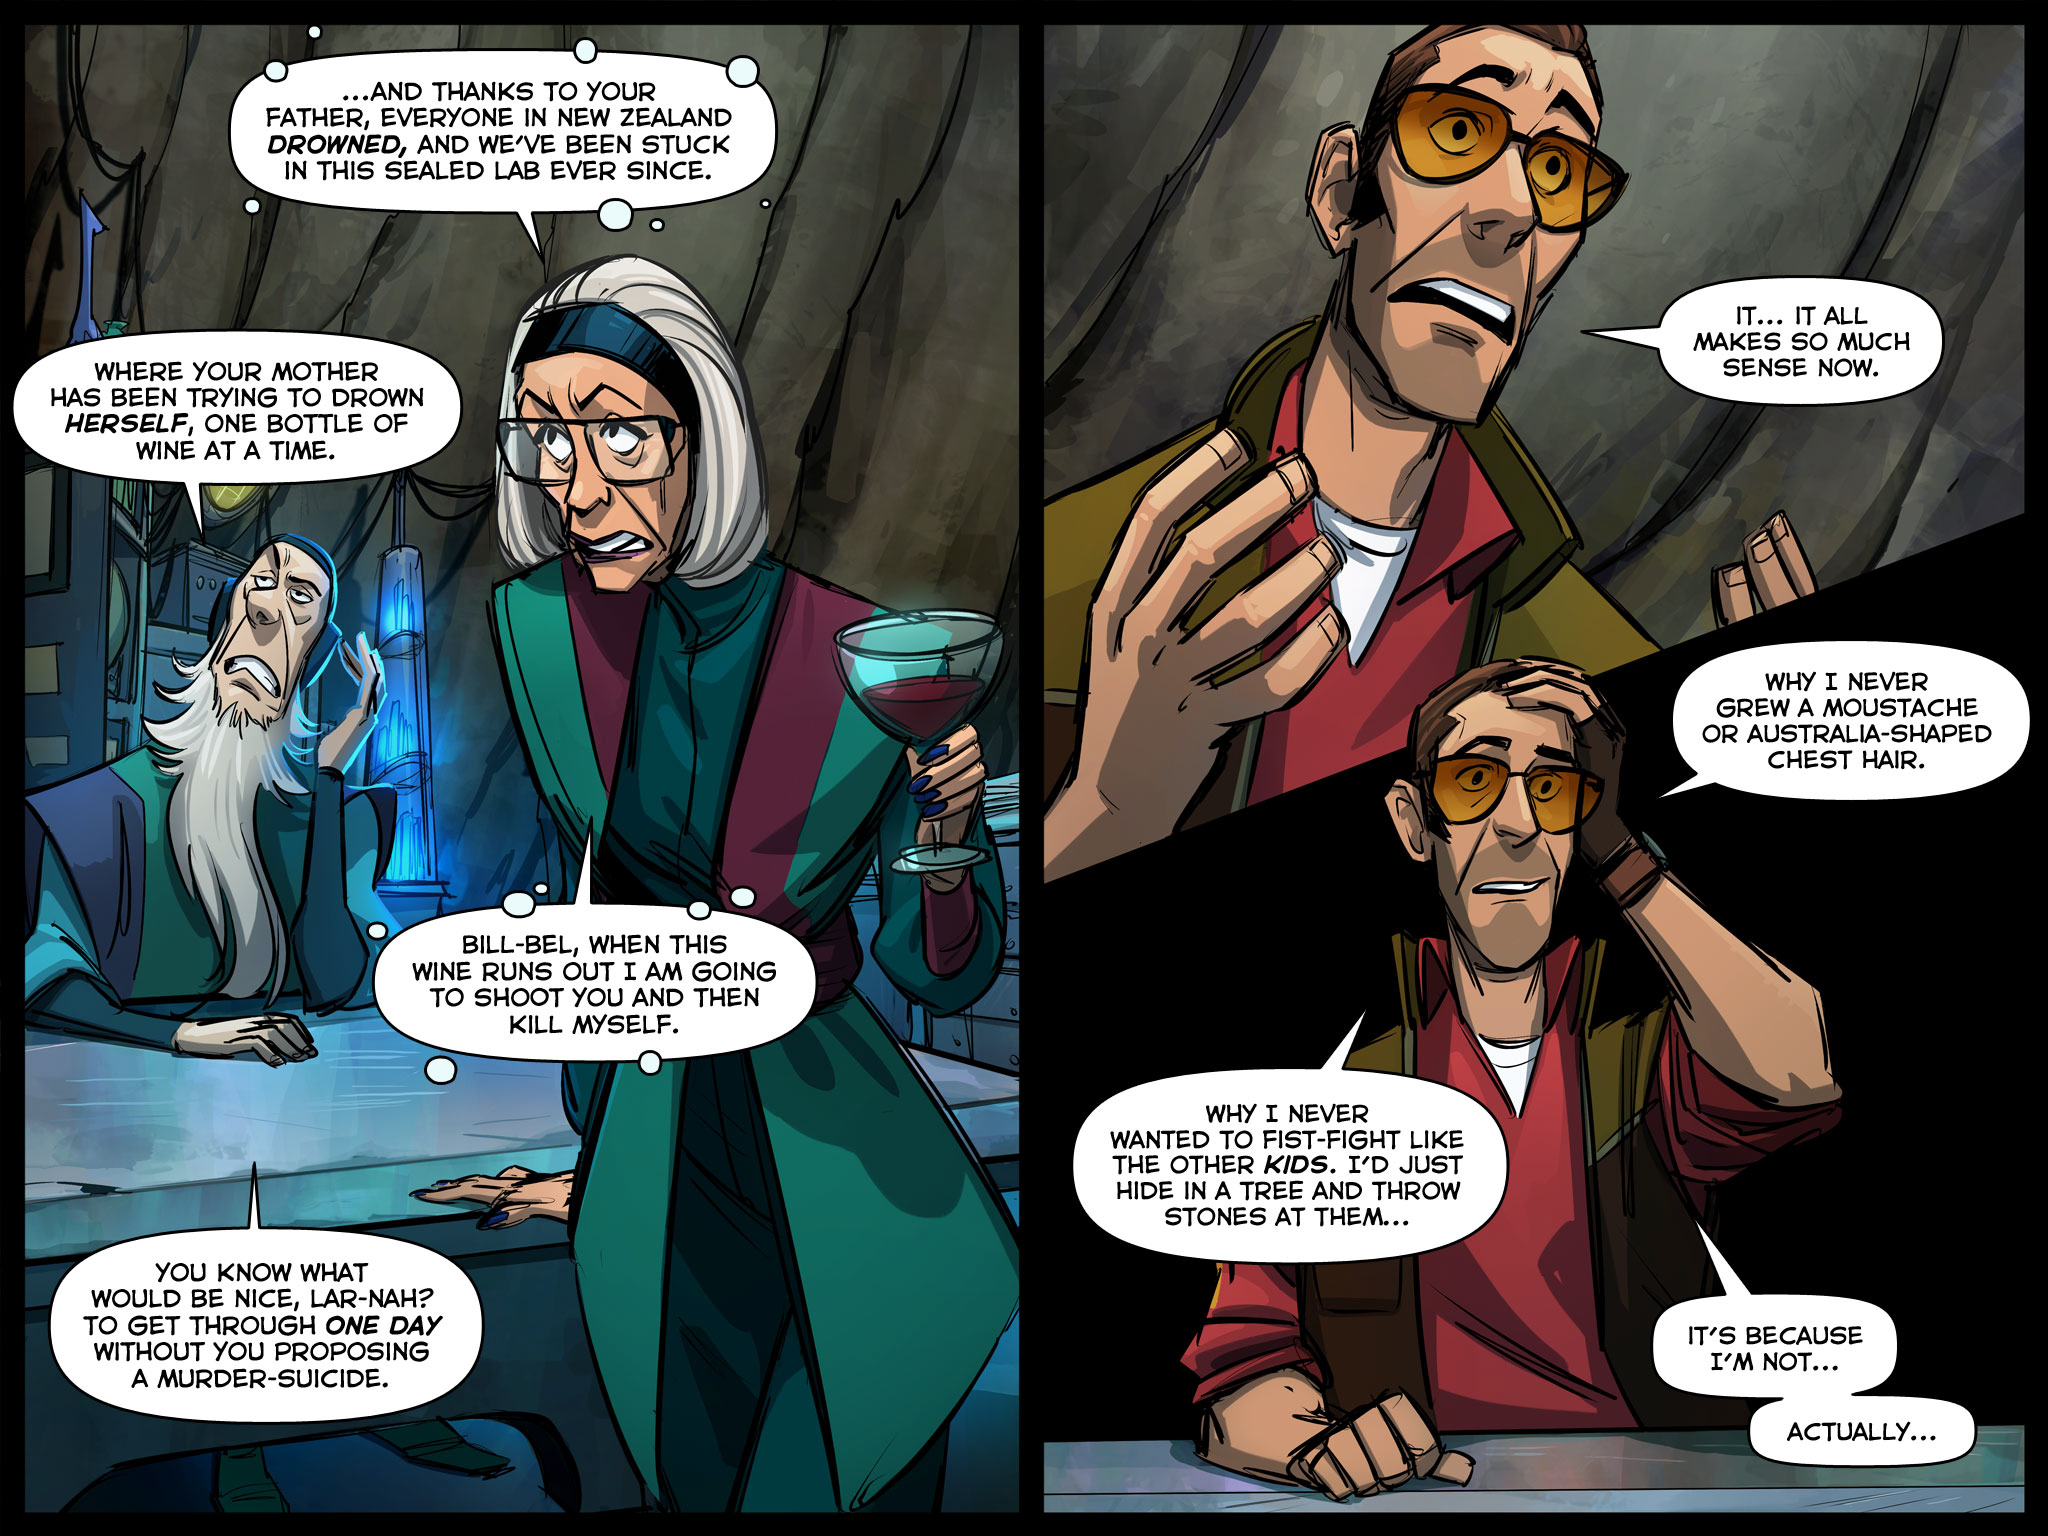 ...AND THANKS TO YOUR
FATHER, EVERYONE IN NEW ZEALAND
DROWNED, AND WE'VE BEEN STUCK
IN THIS SEALED LAB EVER SINCE.
WHERE YOUR MOTHER
HAS BEEN TRYING TO DROWN
HERSELF, ONE BOTTLE OF
WINE AT A TIME.
BILL-BEL, WHEN THIS
WINE RUNS OUT I AM GOING
TO SHOOT YOU AND THEN
KILL MYSELF.
YOU KNOW WHAT
WOULD BE NICE, LAR-NAH?
TO GET THROUGH ONE DAY
WITHOUT YOU PROPOSING
A MURDER-SUICIDE.
IT... IT ALL
MAKES SO MUCH
SENSE NOW.
WHY I NEVER
GREW A MOUSTACHE
OR AUSTRALIA-SHAPED
CHEST HAIR.
WHY I NEVER
WANTED TO FIST-FIGHT LIKE
THE OTHER KIDS. I'D JUST
HIDE IN A TREE AND THROW
STONES AT THEM...
IT'S BECAUSE
I'M NOT...
ACTUALLY...